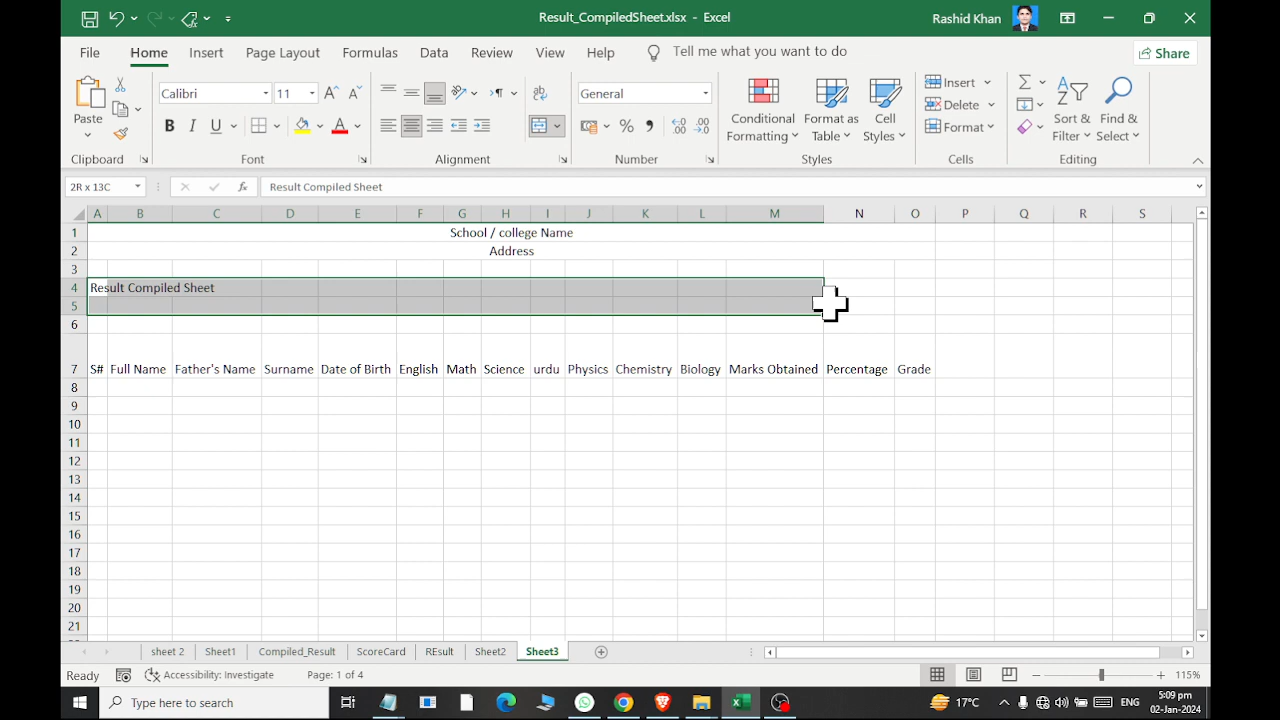 Result_CompiledSheet.xlsx - Excel
Rashid Khan
File Home Insert Page Layout Formulas Data Review View Help Tell me what you want to do Share
Paste
Clipboard
Calibri 11
B I U A
Font
ab
Alignment
General
% 9 .00
Number
Conditional Formatting
Format as Table
Cell Styles
Styles
Insert
Delete
Format
Cells
Sort & Filter
Find & Select
Editing
2R x 13C fx Result Compiled Sheet
A B C D E F G H I J K L M N O P Q R S
1 School / college Name
2 Address
3
4 Result Compiled Sheet
5
6
7 S# Full Name Father's Name Surname Date of Birth English Math Science urdu Physics Chemistry Biology Marks Obtained Percentage Grade
8
9
10
11
12
13
14
15
16
17
18
19
20
21
sheet 2 Sheet1 Compiled_Result ScoreCard REsult Sheet2 Sheet3
Ready Accessibility: Investigate Page: 1 of 4 115%
Type here to search 17°C ENG 5:09 pm
02-Jan-2024